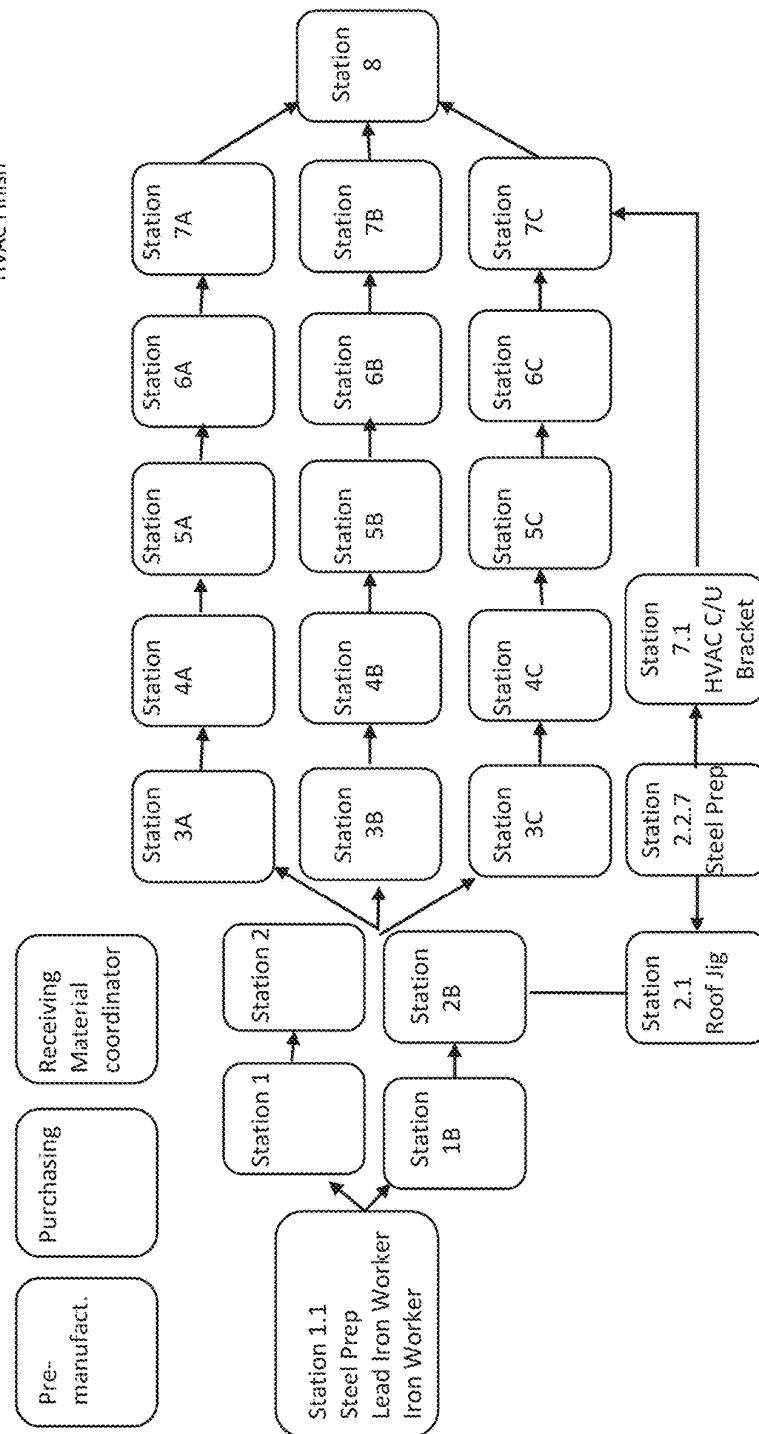 HVAC Finish
Pre-
manufact.
Purchasing
Receiving
Material
coordinator
Station 1.1
Steel Prep
Lead Iron Worker
Iron Worker
Station 1
Station 2
Station
1B
Station
2B
Station
3A
Station
4A
Station
5A
Station
6A
Station
7A
Station
3B
Station
4B
Station
5B
Station
6B
Station
7B
Station
3C
Station
4C
Station
5C
Station
6C
Station
7C
Station
8
Station
2.1
Roof Jig
Station
2.2.7
Steel Prep
Station
7.1
HVAC C/U
Bracket